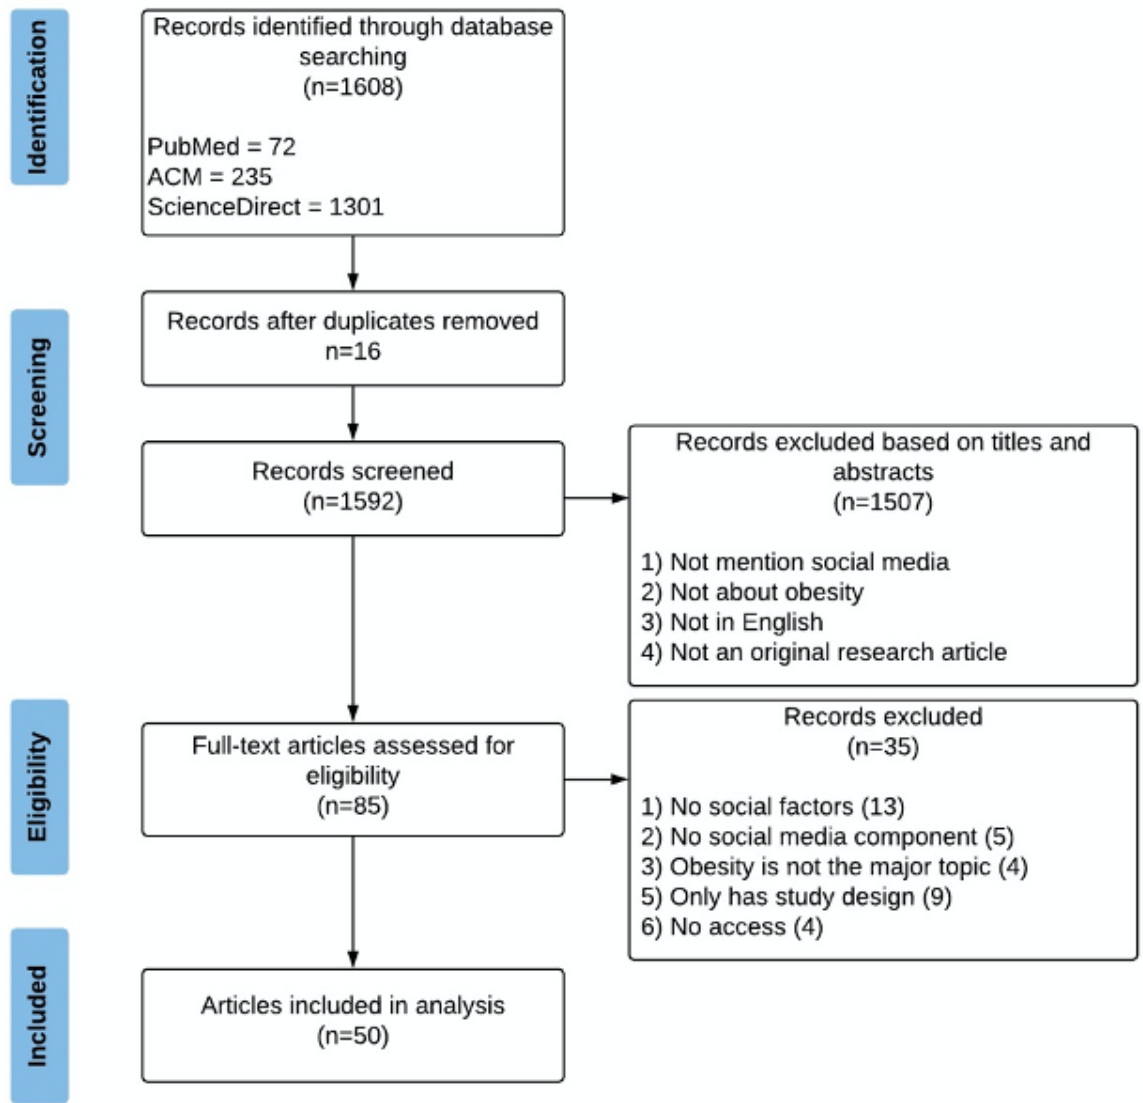 Identification
Records identified through database
searching
(n=1608)
PubMed = 72
ACM = 235
ScienceDirect = 1301
Screening
Records after duplicates removed
n=16
Records screened
(n=1592)
Records excluded based on titles and
abstracts
(n=1507)
1) Not mention social media
2) Not about obesity
3) Not in English
4) Not an original research article
Eligibility
Full-text articles assessed for
eligibility
(n=85)
Records excluded
(n=35)
1) No social factors (13)
2) No social media component (5)
3) Obesity is not the major topic (4)
5) Only has study design (9)
6) No access (4)
Included
Articles included in analysis
(n=50)